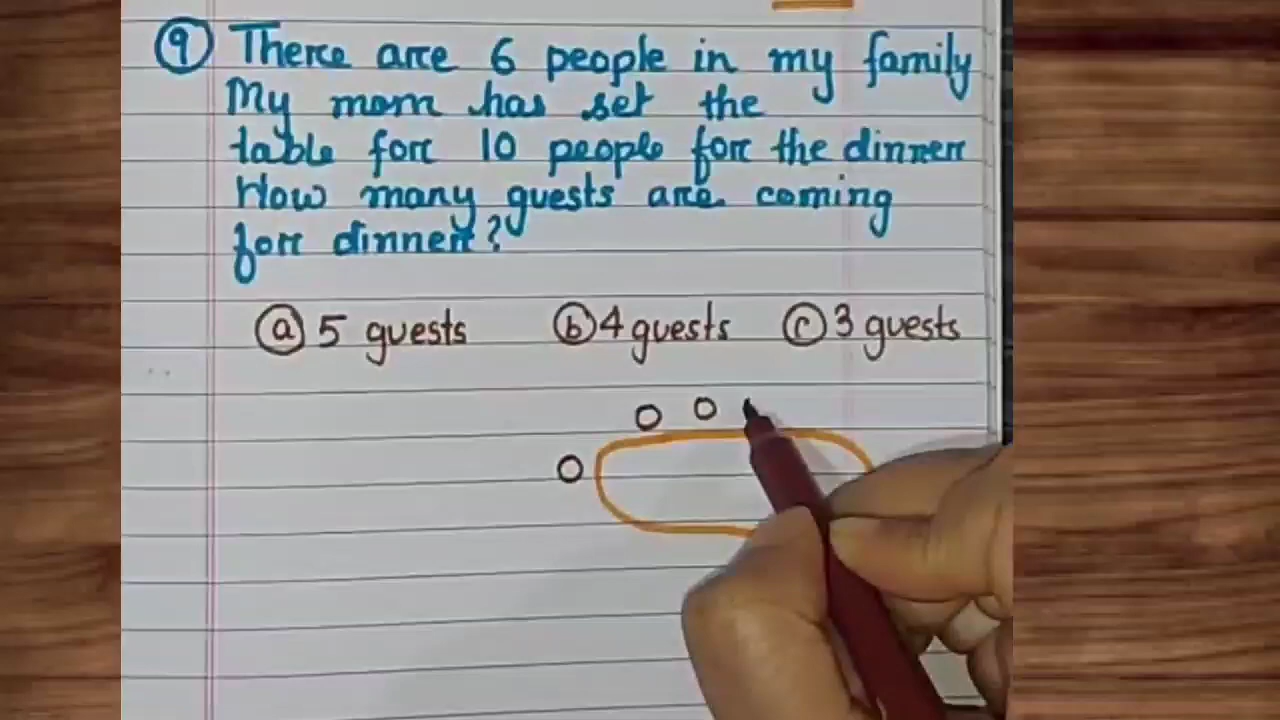 9 There are 6 people in my family
My mom has set the
table for 10 people for the dinner
How many guests are coming
for dinner?
a 5 guests b 4 guests c 3 guests